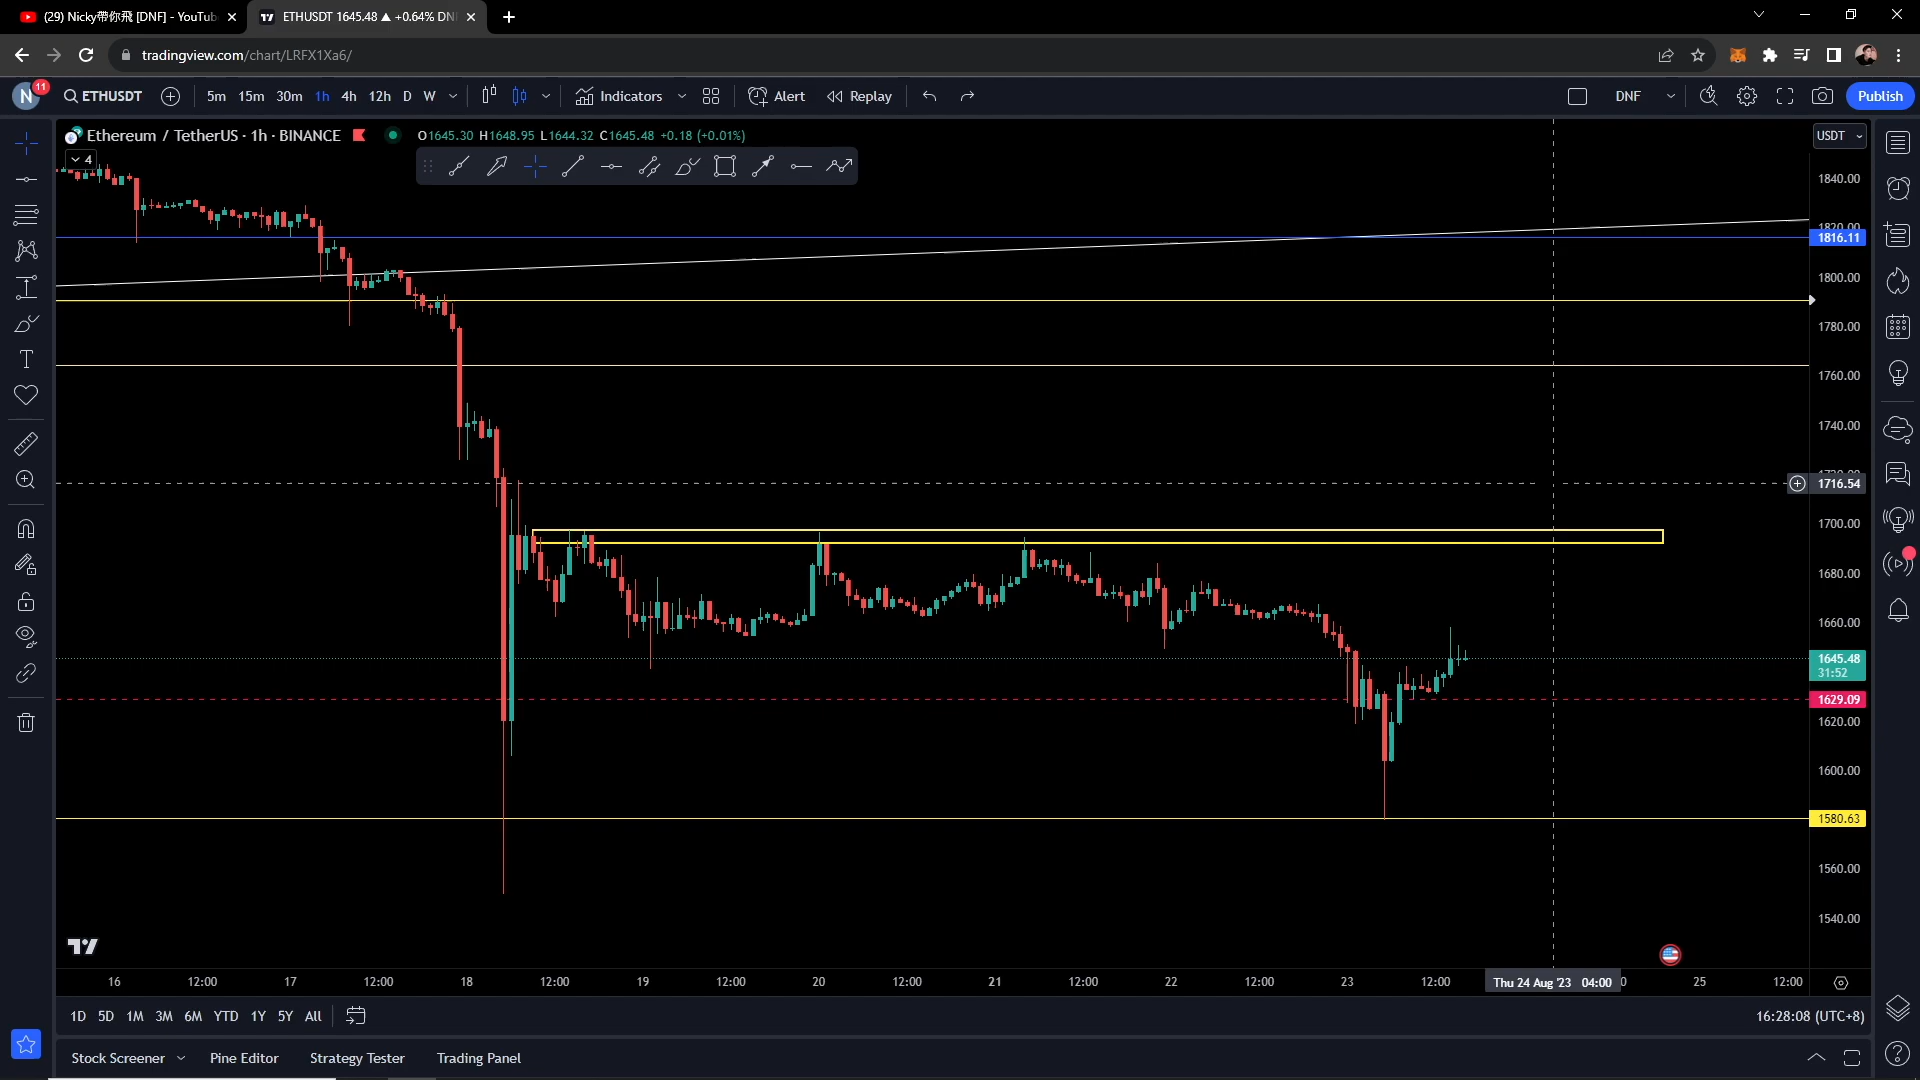 (29) Nicky帶你飛 [DNF] - YouTub
ETHUSDT 1645.48 ▲ +0.64% DN
tradingview.com/chart/LRFX1Xa6/
N
11
ETHUSDT
5m 15m 30m 1h 4h 12h D W
Indicators
Alert
Replay
DNF
Publish
Ethereum / TetherUS · 1h · BINANCE
O1645.30 H1648.95 L1644.32 C1645.48 +0.18 (+0.01%)
USDT
4
1840.00
1820.00
1816.11
1800.00
1780.00
1760.00
1740.00
1716.54
1700.00
1680.00
1660.00
1645.48
31:52
1629.09
1620.00
1600.00
1580.63
1560.00
1540.00
16 12:00 17 12:00 18 12:00 19 12:00 20 12:00 21 12:00 22 12:00 23 12:00 Thu 24 Aug '23 04:00 0 25 12:00
1D 5D 1M 3M 6M YTD 1Y 5Y All
16:28:08 (UTC+8)
Stock Screener Pine Editor Strategy Tester Trading Panel